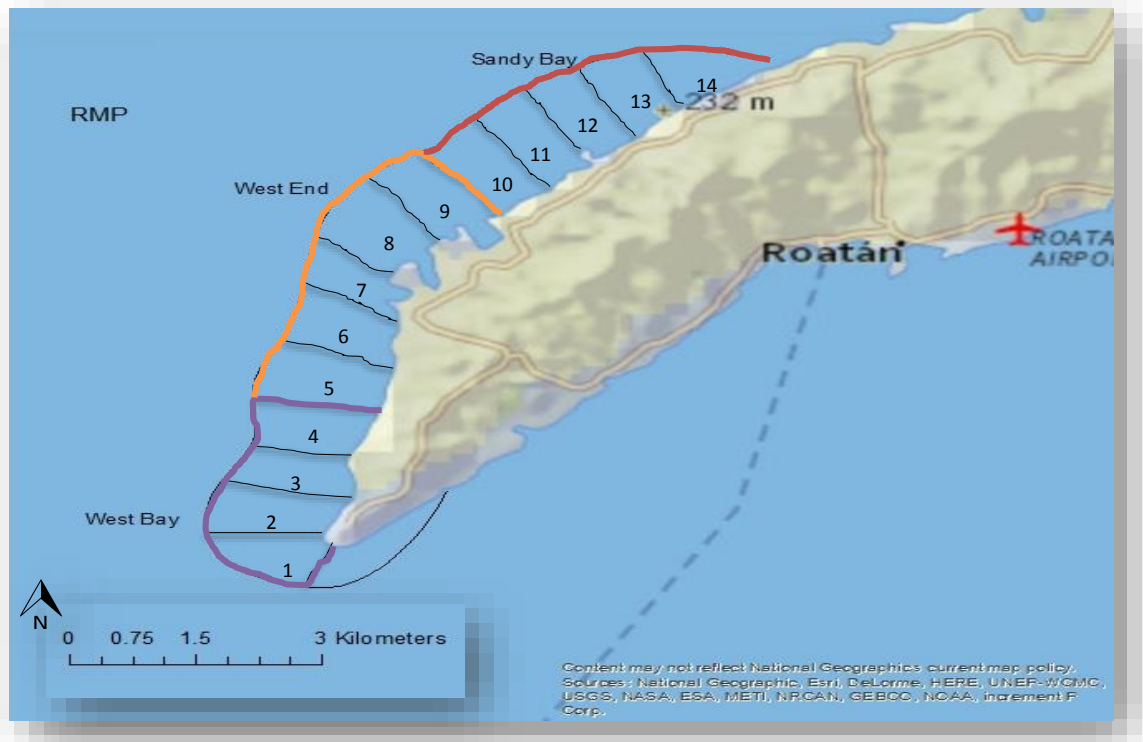 Sandy Bay
14
13
232 m
RMP
12
11
West End
10
9
8
Roatán
ROATA
AIRPO
7
6
5
4
3
West Bay
2
1
N
0 0.75 1.5 3 Kilometers
Content may not reflect National Geographic's current map policy.
Sources: National Geographic, Esri, DeLorme, HERE, UNEP-WCMC,
USGS, NASA, ESA, METI, NRCAN, GEBCO, NOAA, increment P
Corp.